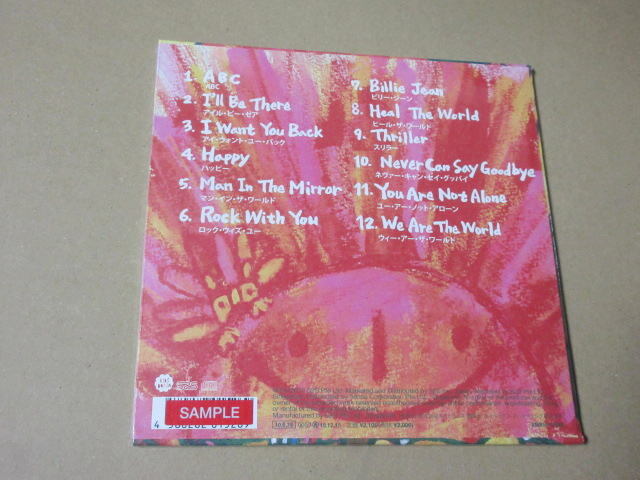 1. ABC
ABC
2. I'll Be There
アイル・ビー・ゼア
3. I Want You Back
アイ・ウォント・ユー・バック
4. Happy
ハッピー
5. Man In The Mirror
マン・イン・ザ・ワールド
6. Rock With You
ロック・ウィズ・ユー
7. Billie Jean
ビリー・ジーン
8. Heal The World
ヒール・ザ・ワールド
9. Thriller
スリラー
10. Never Can Say Goodbye
ネヴァー・キャン・セイ・グッバイ
11. You Are Not Alone
ユー・アー・ノット・アローン
12. We Are The World
ウィー・アー・ザ・ワールド
SAMPLE
Manufactured by